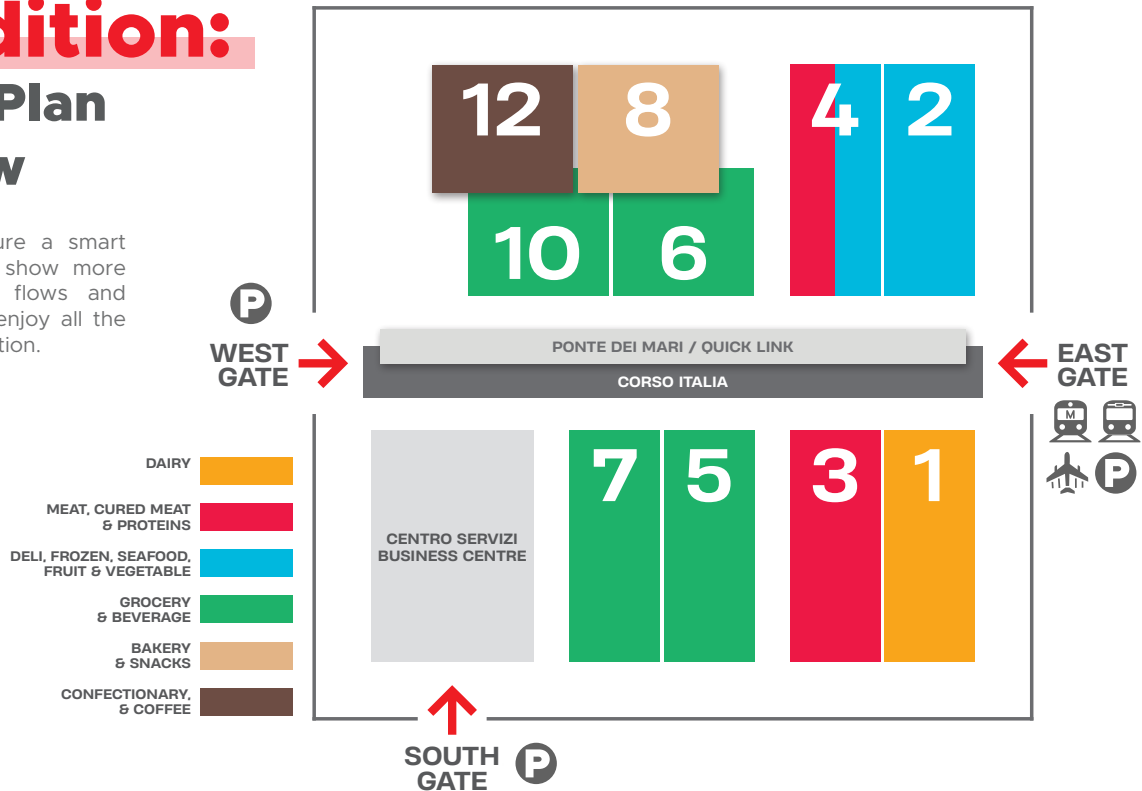 dition:
Plan
w
ure a smart
show more
flows and
enjoy all the
tion.
12
8
4
2
10
6
P
WEST
GATE
PONTE DEI MARI / QUICK LINK
CORSO ITALIA
EAST
GATE
M
P
DAIRY
MEAT, CURED MEAT
& PROTEINS
DELI, FROZEN, SEAFOOD,
FRUIT & VEGETABLE
GROCERY
& BEVERAGE
BAKERY
& SNACKS
CONFECTIONARY,
& COFFEE
CENTRO SERVIZI
BUSINESS CENTRE
7
5
3
1
SOUTH
GATE
P